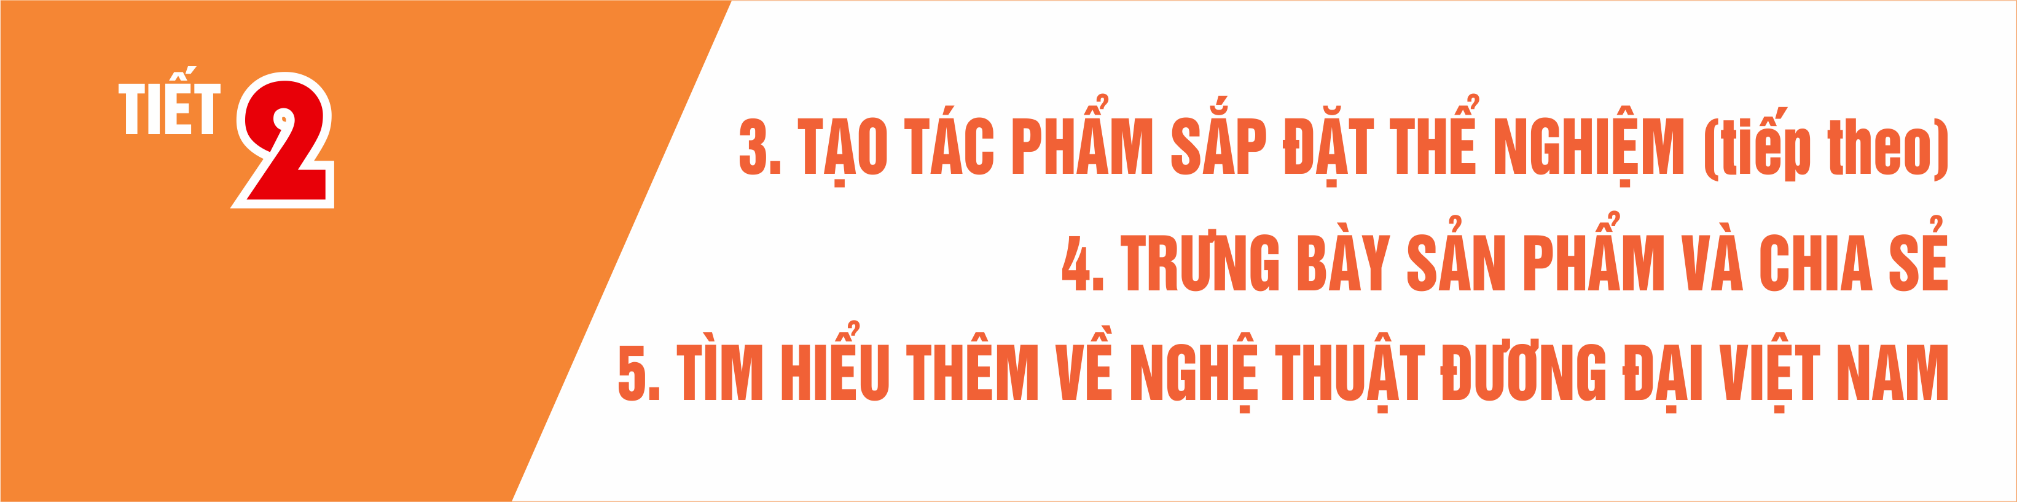 TIẾT 2
3. TẠO TÁC PHẨM SẮP ĐẶT THỂ NGHIỆM (tiếp theo)
4. TRƯNG BÀY SẢN PHẨM VÀ CHIA SẺ
5. TÌM HIỂU THÊM VỀ NGHỆ THUẬT ĐƯƠNG ĐẠI VIỆT NAM